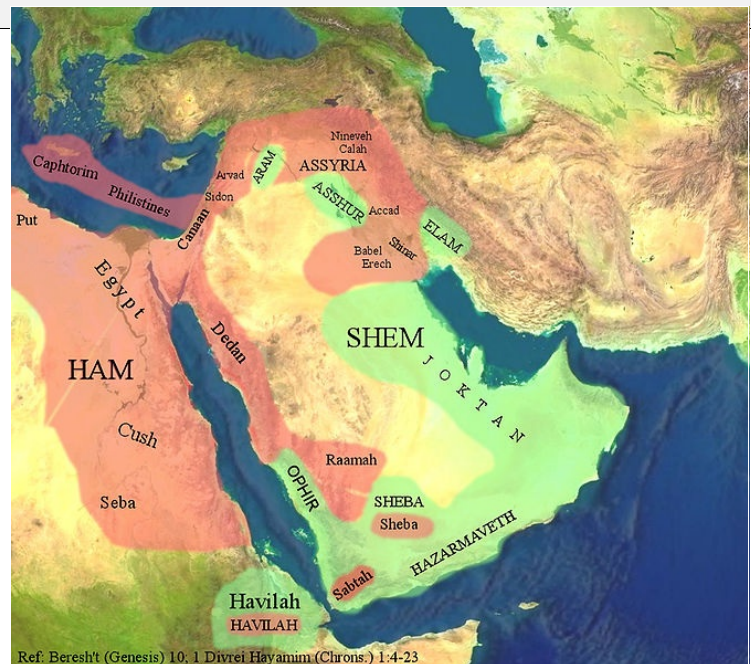 Nineveh
Calah
Caphtorim
Arvad
ARAM
ASSYRIA
Philistines
Sidon
ASSHUR
Accad
Put
Canaan
Shinar
ELAM
Babel
Erech
Egypt
Dedan
SHEM
HAM
JOKTAN
Cush
Raamah
OPHIR
Seba
SHEBA
Sheba
HAZARMAVETH
Sabtah
Havilah
HAVILAH
Ref: Beresh't (Genesis) 10; 1 Divrei Hayamim (Chrons.) 1:4-23